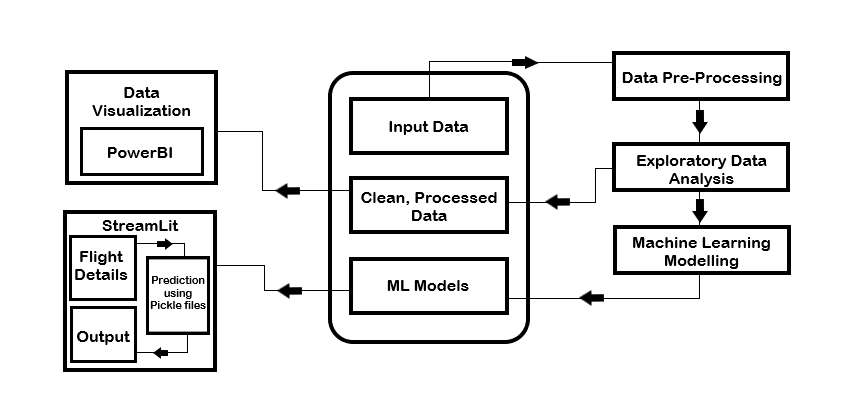 Data
Visualization
PowerBI
StreamLit
Flight
Details
Prediction
using
Pickle files
Output
Input Data
Clean, Processed
Data
ML Models
Data Pre-Processing
Exploratory Data
Analysis
Machine Learning
Modelling